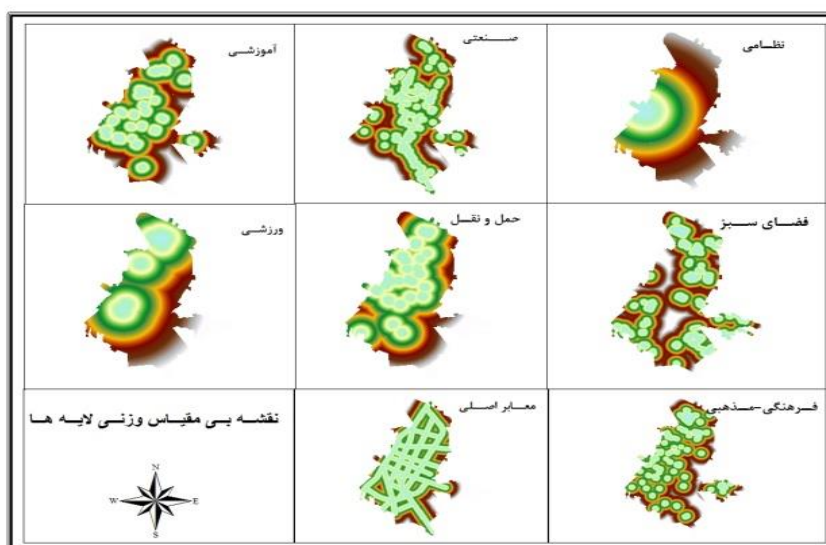 نظامی
صنعتی
آموزشی
فضای سبز
حمل و نقل
ورزشی
فرهنگی-مذهبی
معابر اصلی
نقشه بی مقیاس وزنی لایه ها
N
W E
S